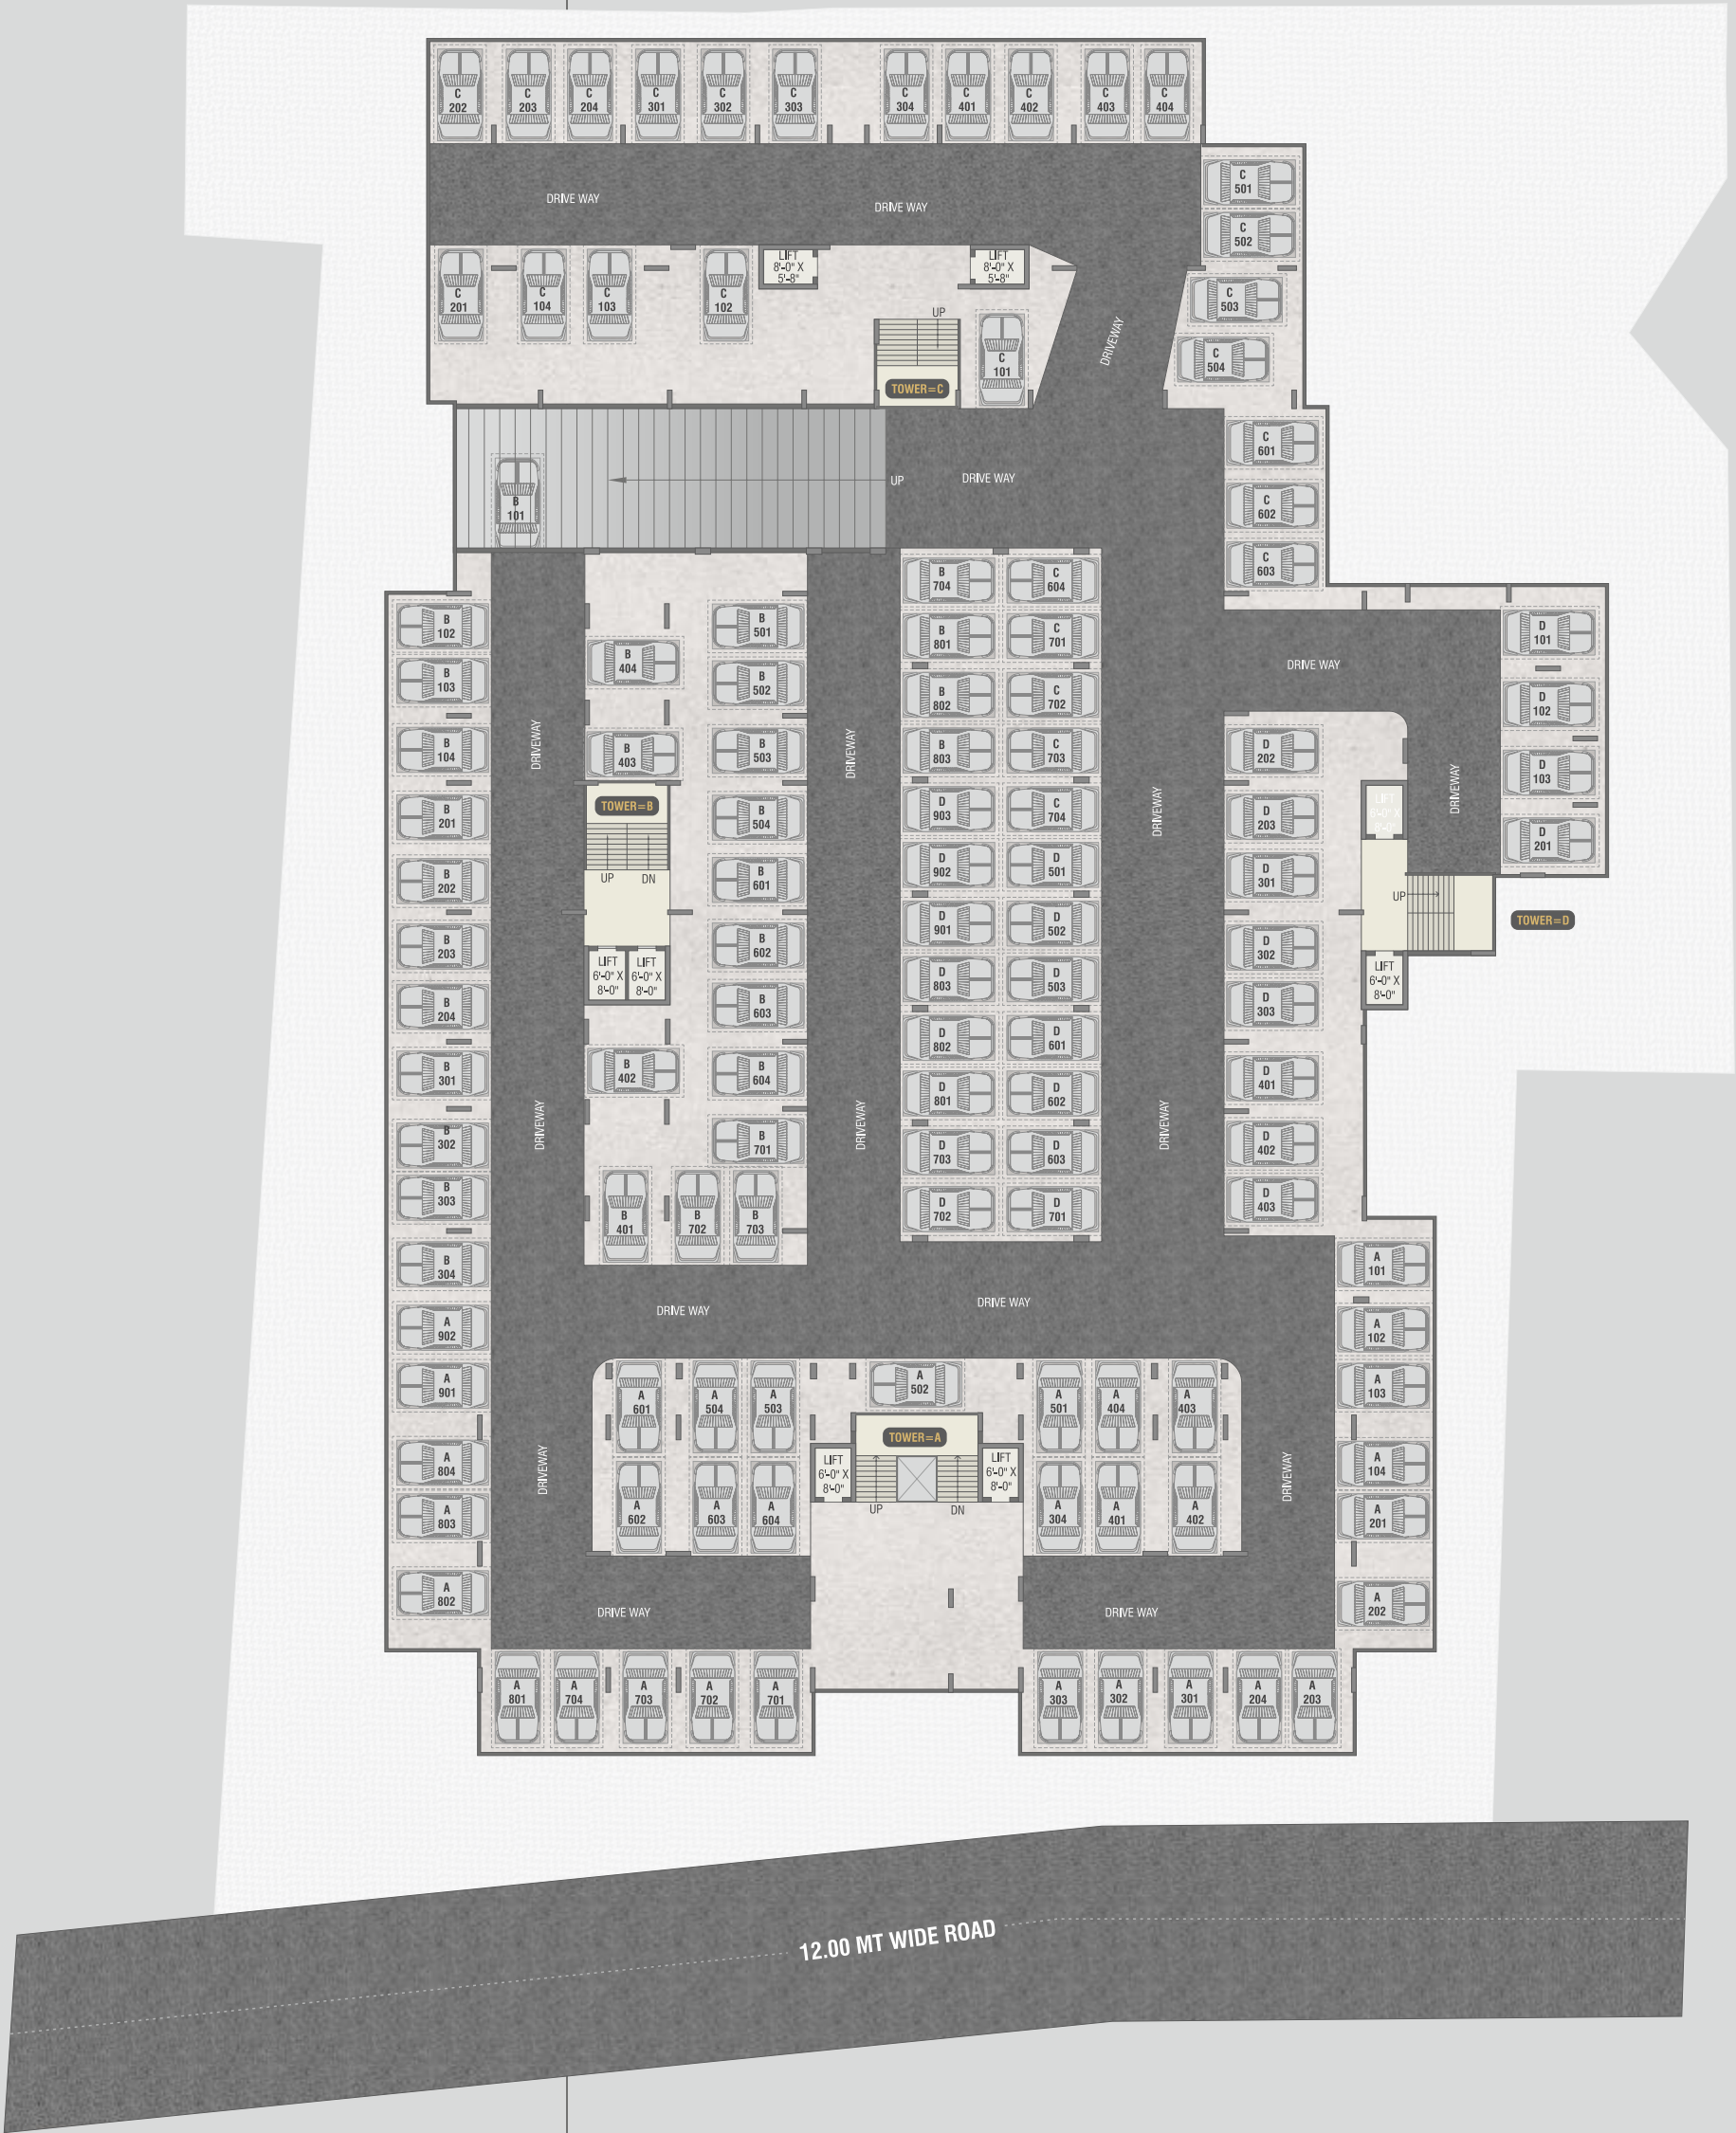 C
202
C
203
C
204
C
301
C
302
C
303
C
304
C
401
C
402
C
403
C
404
C
501
DRIVE WAY
DRIVE WAY
C
502
C
201
C
104
C
103
C
102
LIFT
8'-0" X
5'-8"
LIFT
8'-0" X
5'-8"
C
503
UP
DRIVEWAY
C
101
C
504
TOWER=C
C
601
B
101
UP
DRIVE WAY
C
602
C
603
B
704
C
604
B
102
B
501
B
801
C
701
D
101
B
404
DRIVE WAY
B
103
B
502
B
802
C
702
D
102
B
104
DRIVEWAY
B
403
B
503
DRIVEWAY
B
803
C
703
D
202
D
103
TOWER=B
B
201
B
504
D
903
C
704
DRIVEWAY
D
203
LIFT
6'-0" X
8'-0"
DRIVEWAY
D
201
UP
DN
B
202
B
601
D
902
D
501
D
301
UP
TOWER=D
B
203
B
602
D
901
D
502
D
302
LIFT
6'-0" X
8'-0"
LIFT
6'-0" X
8'-0"
LIFT
6'-0" X
8'-0"
B
204
B
603
D
803
D
503
D
303
B
301
B
402
B
604
D
802
D
601
D
401
D
801
D
602
B
302
DRIVEWAY
B
701
DRIVEWAY
D
703
D
603
DRIVEWAY
D
402
B
303
B
401
B
702
B
703
D
702
D
701
D
403
B
304
A
101
DRIVE WAY
DRIVE WAY
A
902
A
102
A
901
A
601
A
504
A
503
A
502
A
501
A
404
A
403
A
103
TOWER=A
A
804
DRIVEWAY
LIFT
6'-0" X
8'-0"
LIFT
6'-0" X
8'-0"
DRIVEWAY
A
104
UP
DN
A
803
A
602
A
603
A
604
A
304
A
401
A
402
A
201
A
802
DRIVE WAY
DRIVE WAY
A
202
A
801
A
704
A
703
A
702
A
701
A
303
A
302
A
301
A
204
A
203
12.00 MT WIDE ROAD